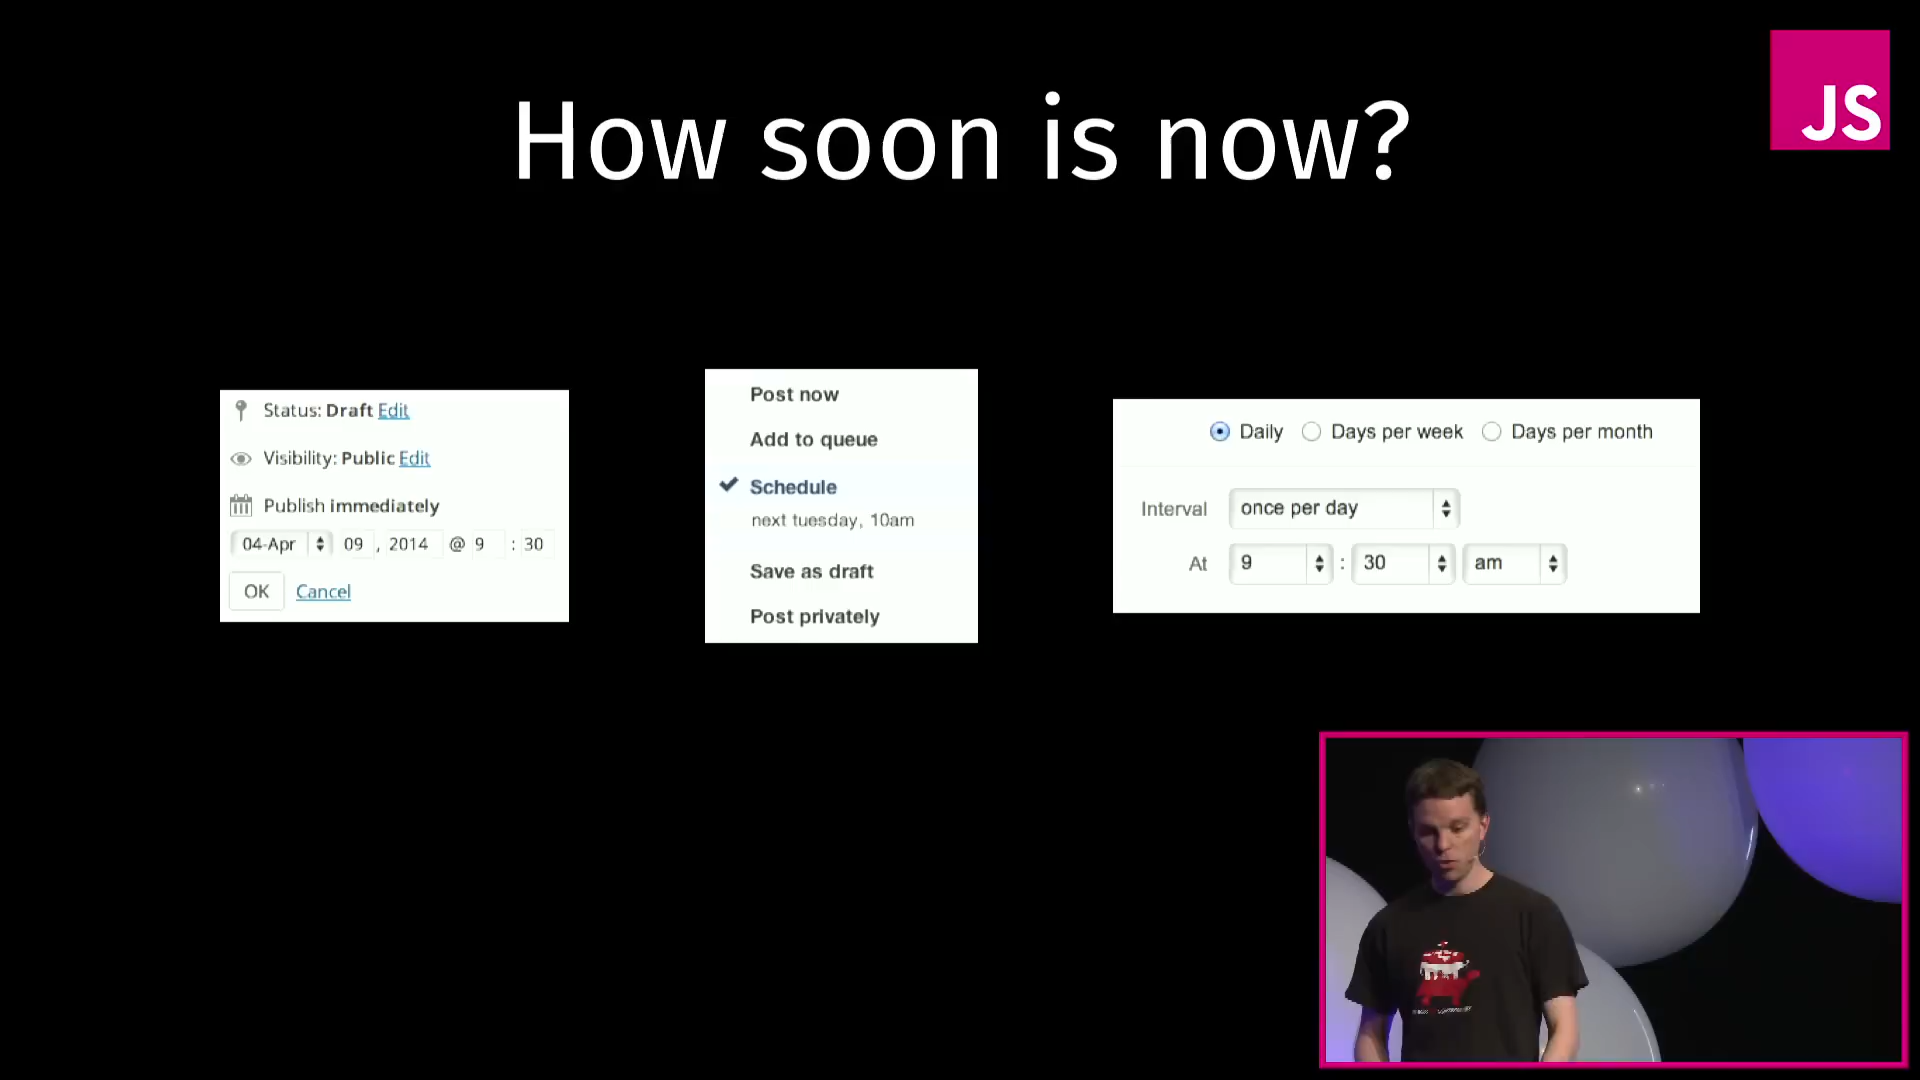 How soon is now?
JS
Status: Draft Edit
Visibility: Public Edit
Publish immediately
04-Apr 09 , 2014 @ 9 : 30
OK Cancel
Post now
Add to queue
Schedule
next tuesday, 10am
Save as draft
Post privately
Daily Days per week Days per month
Interval once per day
At 9 : 30 am